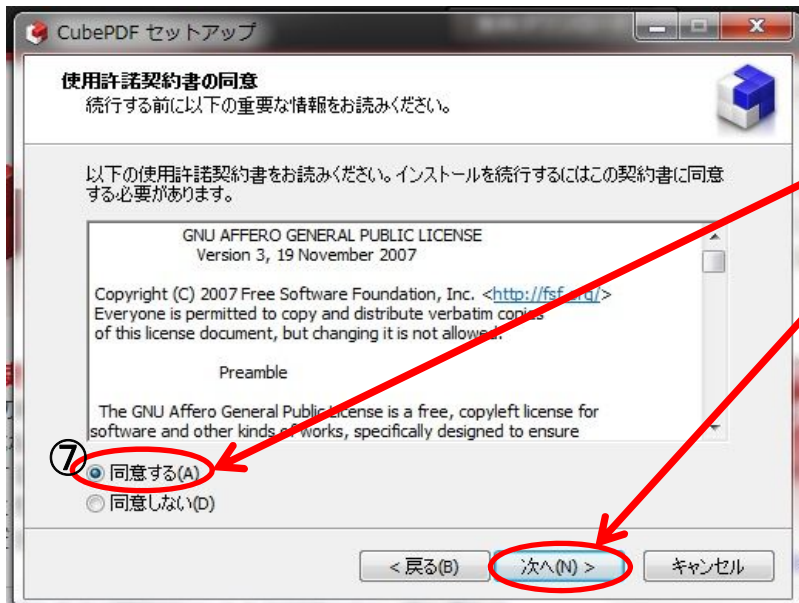 CubePDF セットアップ
使用許諾契約書の同意
続行する前に以下の重要な情報をお読みください。
以下の使用許諾契約書をお読みください。インストールを続行するにはこの契約書に同意
する必要があります。
GNU AFFERO GENERAL PUBLIC LICENSE
Version 3, 19 November 2007
Copyright (C) 2007 Free Software Foundation, Inc. <http://fsf.org/>
Everyone is permitted to copy and distribute verbatim copies
of this license document, but changing it is not allowed.
Preamble
The GNU Affero General Public License is a free, copyleft license for
software and other kinds of works, specifically designed to ensure
⑦
同意する(A)
同意しない(D)
< 戻る(B) 次へ(N) > キャンセル